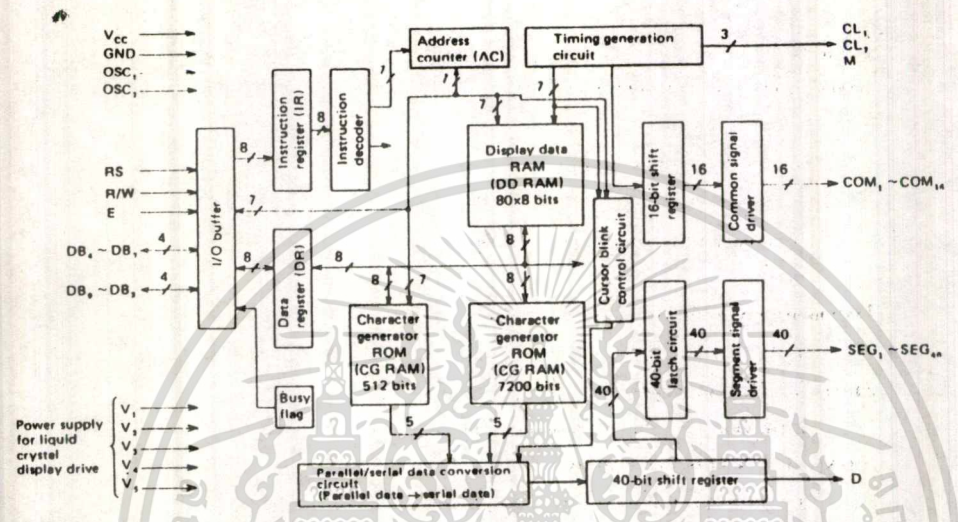 V_CC
GND
OSC₁
OSC₁
RS
R/W
E
DB₄ ~ DB₇
4
DB₀ ~ DB₃
4
Power supply
for liquid
crystal
display drive
V₁
V₂
V₃
V₄
V₅
I/O buffer
8
Instruction
register (IR)
8
Instruction
decoder
7
Address
counter (AC)
7
Timing generation
circuit
3
CL₁
CL₂
M
7
7
Display data
RAM
(DD RAM)
80x8 bits
7
8
Data
register (DR)
8
8
7
8
8
Cursor blink
control circuit
16-bit shift
register
16
Common signal
driver
16
COM₁ ~ COM₁₆
Character
generator
ROM
(CG RAM)
512 bits
Character
generator
ROM
(CG RAM)
7200 bits
Busy
flag
5
5
40
40-bit
latch circuit
40
Segment signal
driver
40
SEG₁ ~ SEG₄₀
Parallel/serial data conversion
circuit
(Parallel data → serial data)
40-bit shift register
D